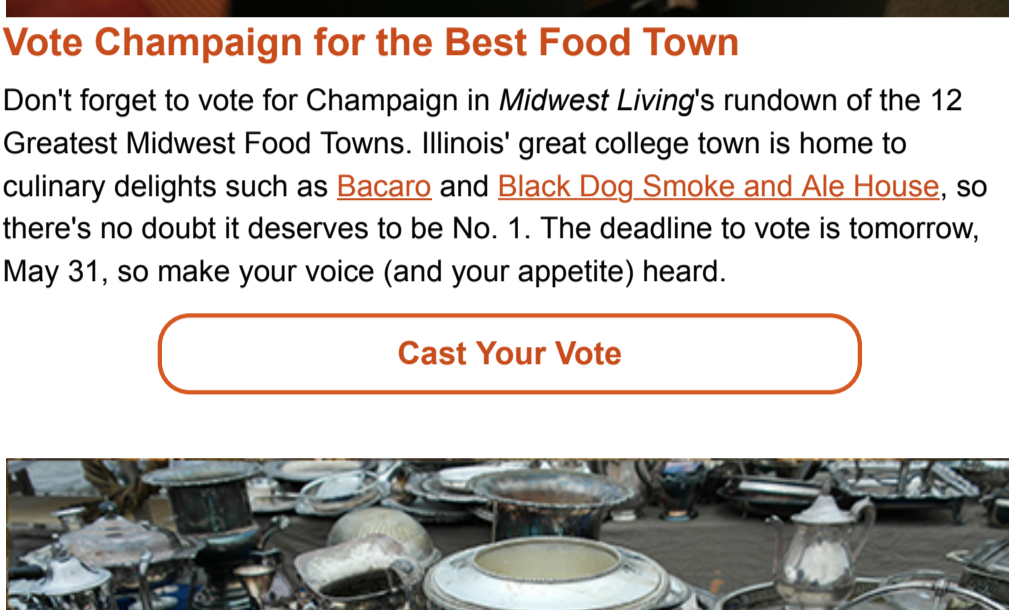 Vote Champaign for the Best Food Town
Don't forget to vote for Champaign in Midwest Living's rundown of the 12
Greatest Midwest Food Towns. Illinois' great college town is home to
culinary delights such as Bacaro and Black Dog Smoke and Ale House, so
there's no doubt it deserves to be No. 1. The deadline to vote is tomorrow,
May 31, so make your voice (and your appetite) heard.
Cast Your Vote